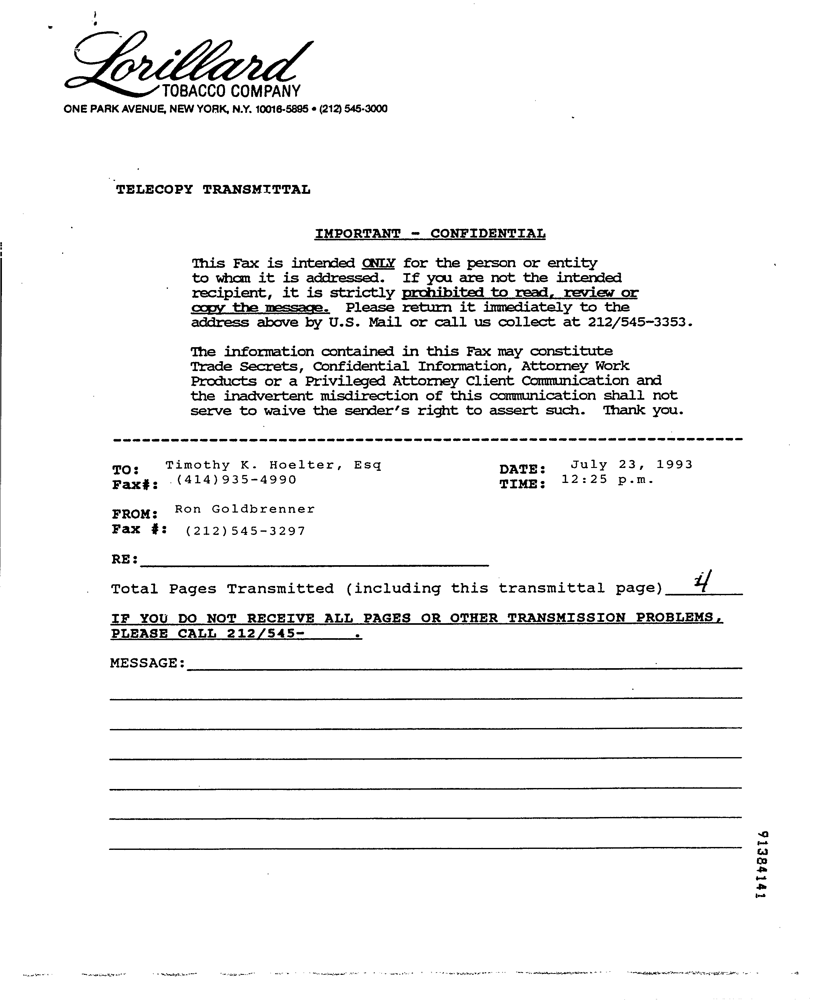 Lorillard
TOBACCO COMPANY
ONE PARK AVENUE, NEW YORK, N.Y. 10016-5895 • (212) 545-3000
TELECOPY TRANSMITTAL
IMPORTANT - CONFIDENTIAL
This Fax is intended ONLY for the person or entity
to whom it is addressed. If you are not the intended
recipient, it is strictly prohibited to read, review or
copy the message. Please return it immediately to the
address above by U.S. Mail or call us collect at 212/545-3353.
The information contained in this Fax may constitute
Trade Secrets, Confidential Information, Attorney Work
Products or a Privileged Attorney Client Communication and
the inadvertent misdirection of this communication shall not
serve to waive the sender's right to assert such. Thank you.
TO: Timothy K. Hoelter, Esq DATE: July 23, 1993
Fax#: (414)935-4990 TIME: 12:25 p.m.
FROM: Ron Goldbrenner
Fax #: (212)545-3297
RE:
Total Pages Transmitted (including this transmittal page) 4
IF YOU DO NOT RECEIVE ALL PAGES OR OTHER TRANSMISSION PROBLEMS,
PLEASE CALL 212/545- .
MESSAGE:
91384141